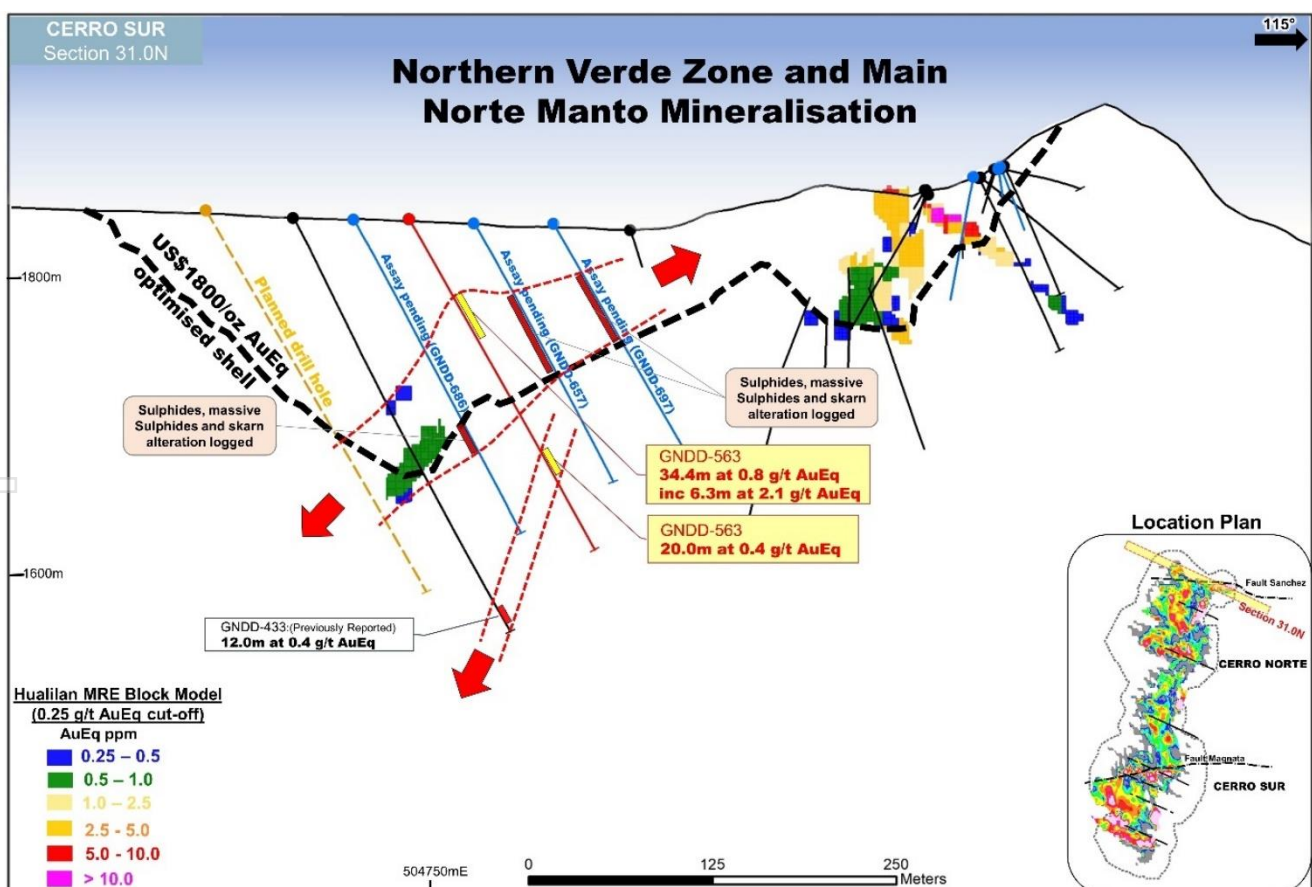 CERRO SUR
Section 31.0N
115°
Northern Verde Zone and Main
Norte Manto Mineralisation
1800m
US$1800/oz AuEq
optimised shell
Planned drill hole
Assay pending (GNDD-686)
Assay pending (GNDD-657)
Assay pending (GNDD-697)
Sulphides, massive
Sulphides and skarn
alteration logged
Sulphides, massive
Sulphides and skarn
alteration logged
GNDD-563
34.4m at 0.8 g/t AuEq
inc 6.3m at 2.1 g/t AuEq
GNDD-563
20.0m at 0.4 g/t AuEq
1600m
GNDD-433:(Previously Reported)
12.0m at 0.4 g/t AuEq
Location Plan
Fault Sanchez
Section 31.0N
CERRO NORTE
Fault Magnata
CERRO SUR
Hualilan MRE Block Model
(0.25 g/t AuEq cut-off)
AuEq ppm
0.25 – 0.5
0.5 – 1.0
1.0 – 2.5
2.5 - 5.0
5.0 - 10.0
> 10.0
504750mE
0 125 250
Meters